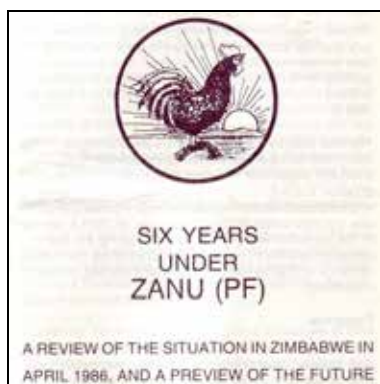 SIX YEARS
UNDER
ZANU (PF)
A REVIEW OF THE SITUATION IN ZIMBABWE IN
APRIL 1986, AND A PREVIEW OF THE FUTURE